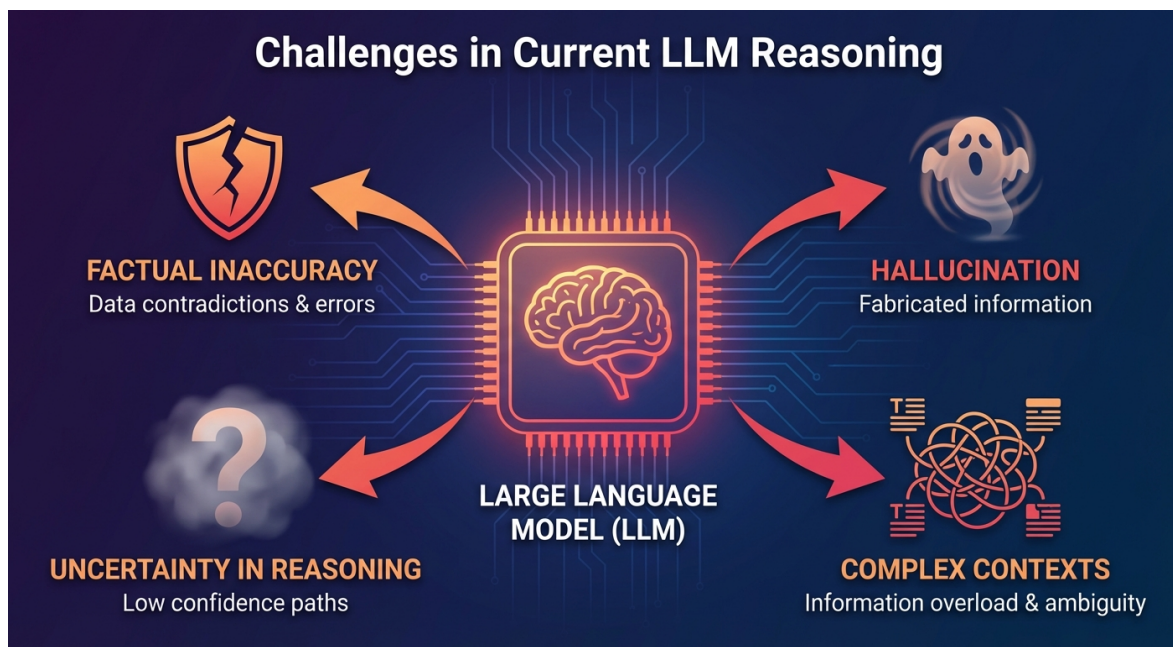 Challenges in Current LLM Reasoning
FACTUAL INACCURACY
Data contradictions & errors
HALLUCINATION
Fabricated information
LARGE LANGUAGE
MODEL (LLM)
UNCERTAINTY IN REASONING
Low confidence paths
COMPLEX CONTEXTS
Information overload & ambiguity